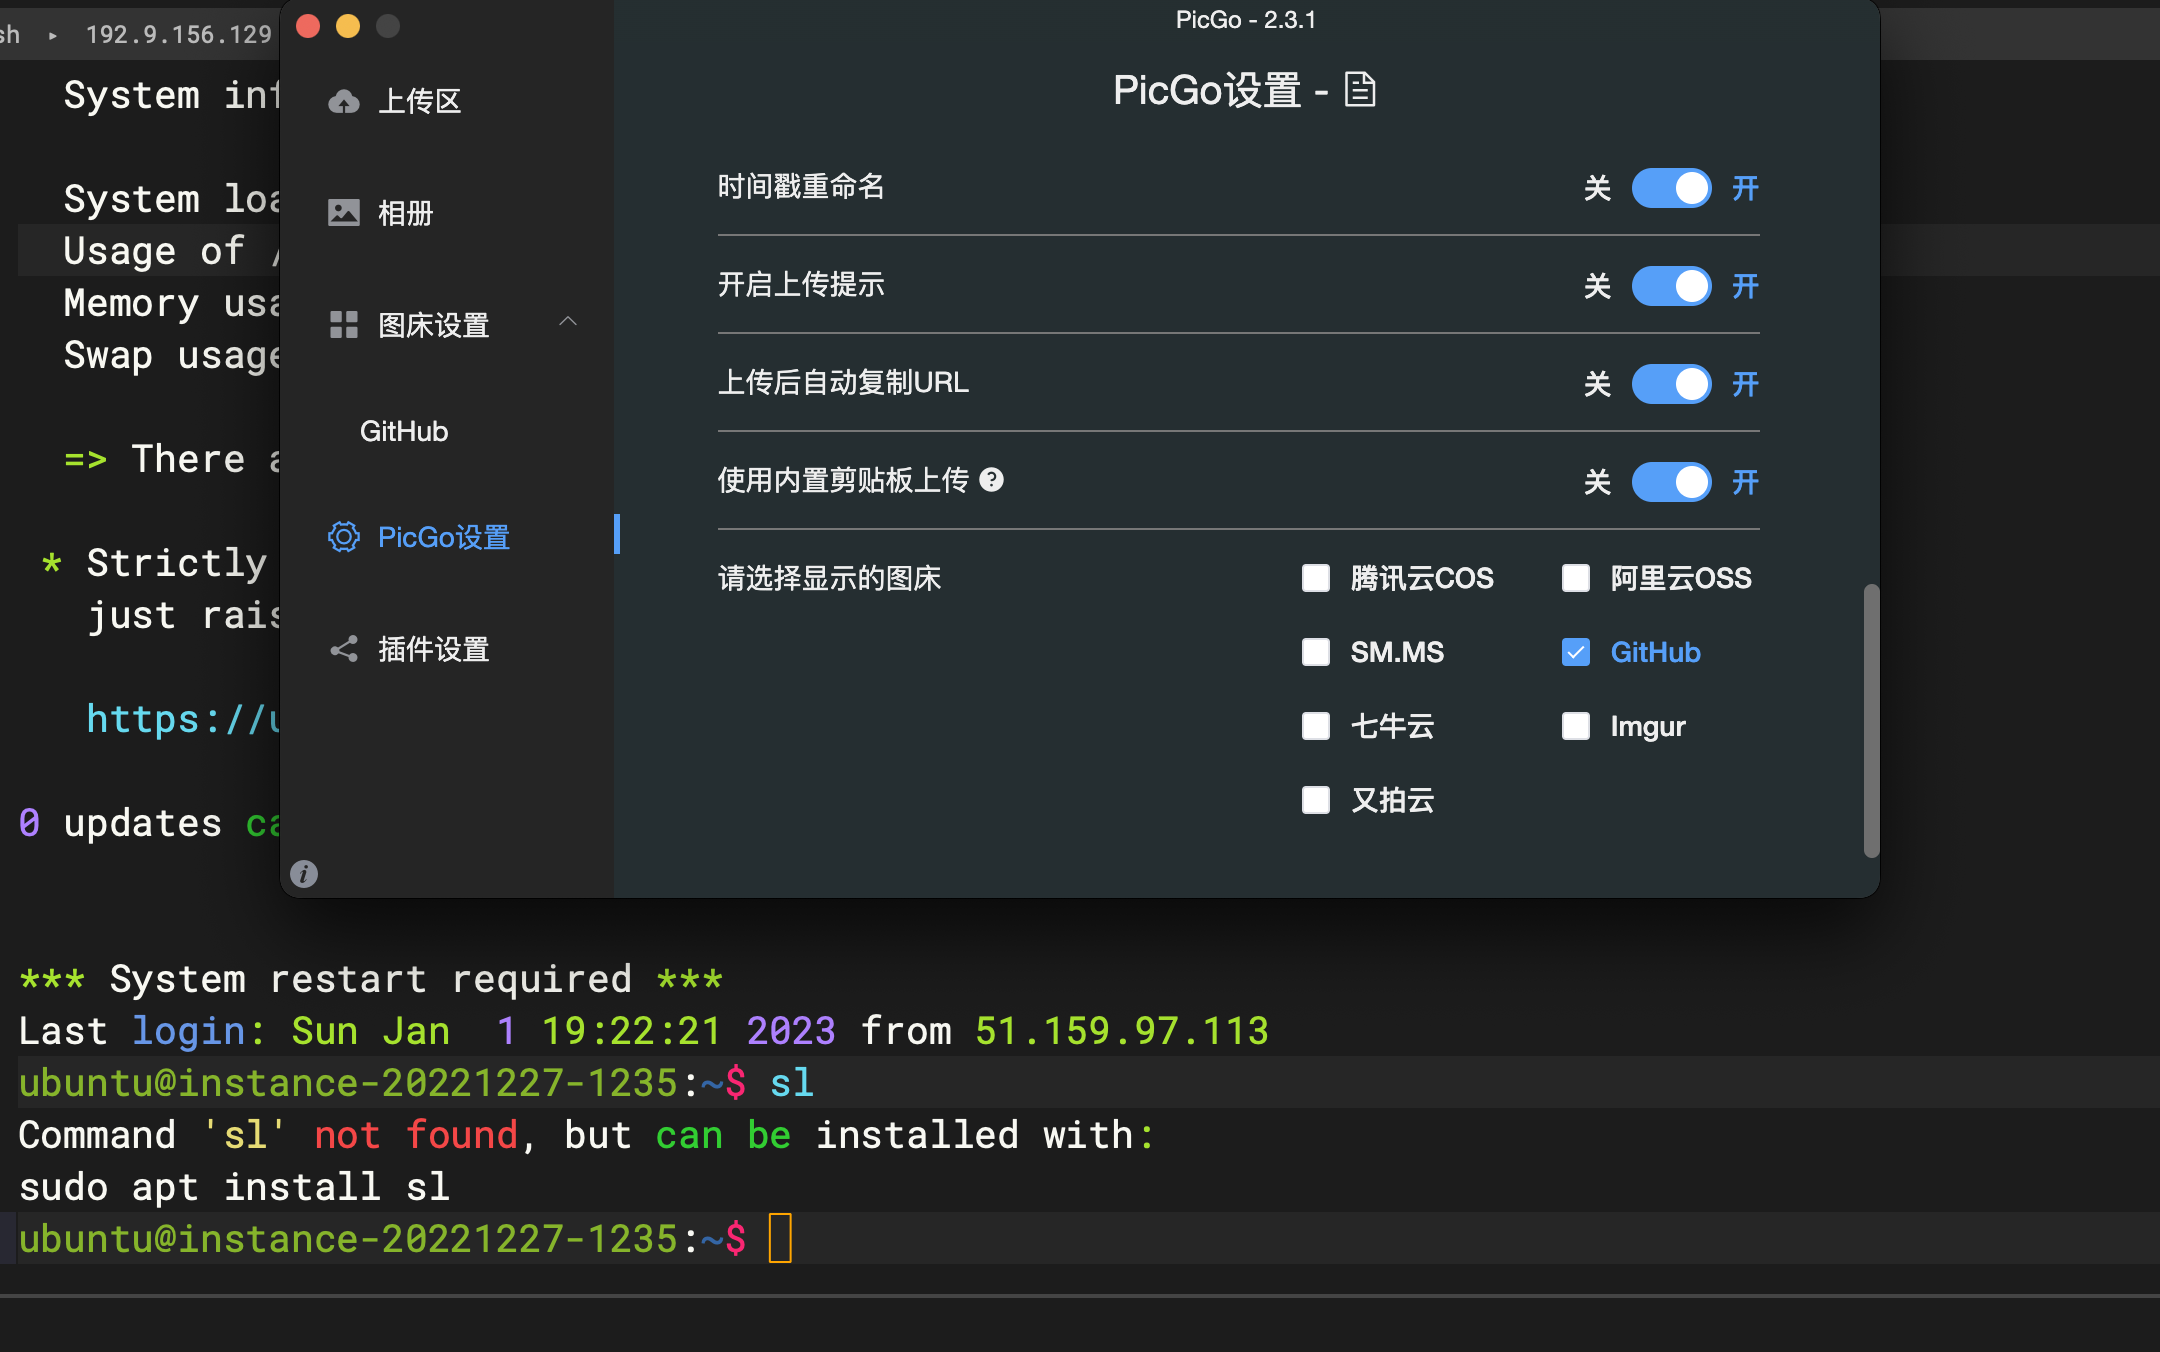 sh ▸ 192.9.156.129
PicGo - 2.3.1
PicGo设置 -
上传区
相册
图床设置
GitHub
PicGo设置
插件设置
时间戳重命名 关 开
开启上传提示 关 开
上传后自动复制URL 关 开
使用内置剪贴板上传 ? 关 开
请选择显示的图床 腾讯云COS 阿里云OSS
SM.MS GitHub
七牛云 Imgur
又拍云
System
System
Usage of /
Memory
Swap usage
=> There
* Strictly
just
https://
0 updates
*** System restart required ***
Last login: Sun Jan  1 19:22:21 2023 from 51.159.97.113
ubuntu@instance-20221227-1235:~$ sl
Command 'sl' not found, but can be installed with:
sudo apt install sl
ubuntu@instance-20221227-1235:~$